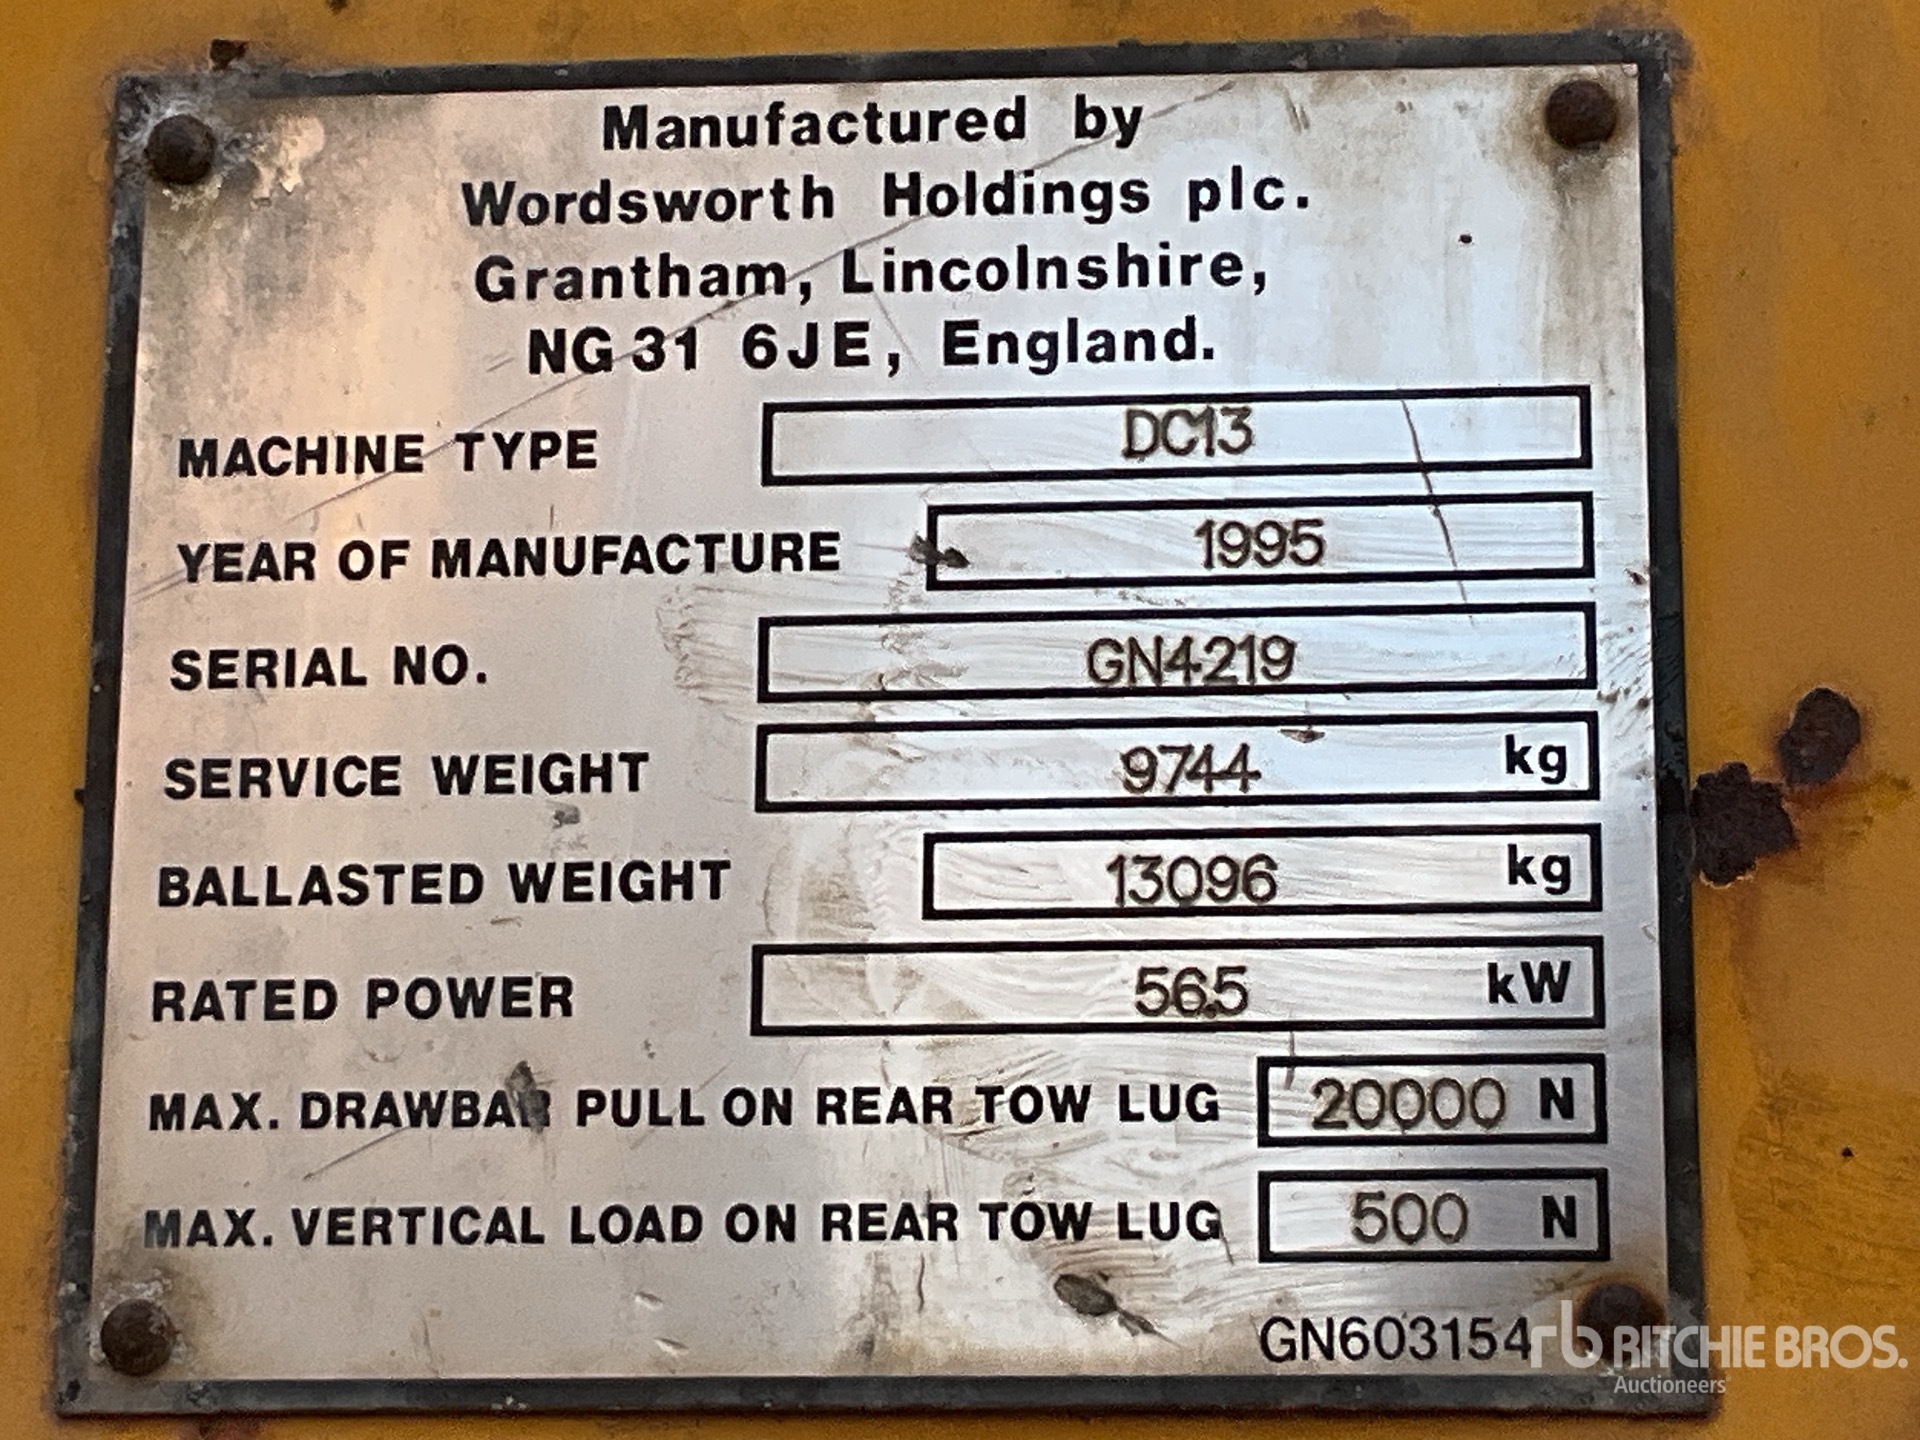 Manufactured by
Wordsworth Holdings plc.
Grantham, Lincolnshire,
NG31 6JE, England.
MACHINE TYPE DC13
YEAR OF MANUFACTURE 1995
SERIAL NO. GN4219
SERVICE WEIGHT 9744 kg
BALLASTED WEIGHT 13096 kg
RATED POWER 56.5 kW
MAX. DRAWBAR PULL ON REAR TOW LUG 20000 N
MAX. VERTICAL LOAD ON REAR TOW LUG 500 N
GN603154
rb RITCHIE BROS.
Auctioneers